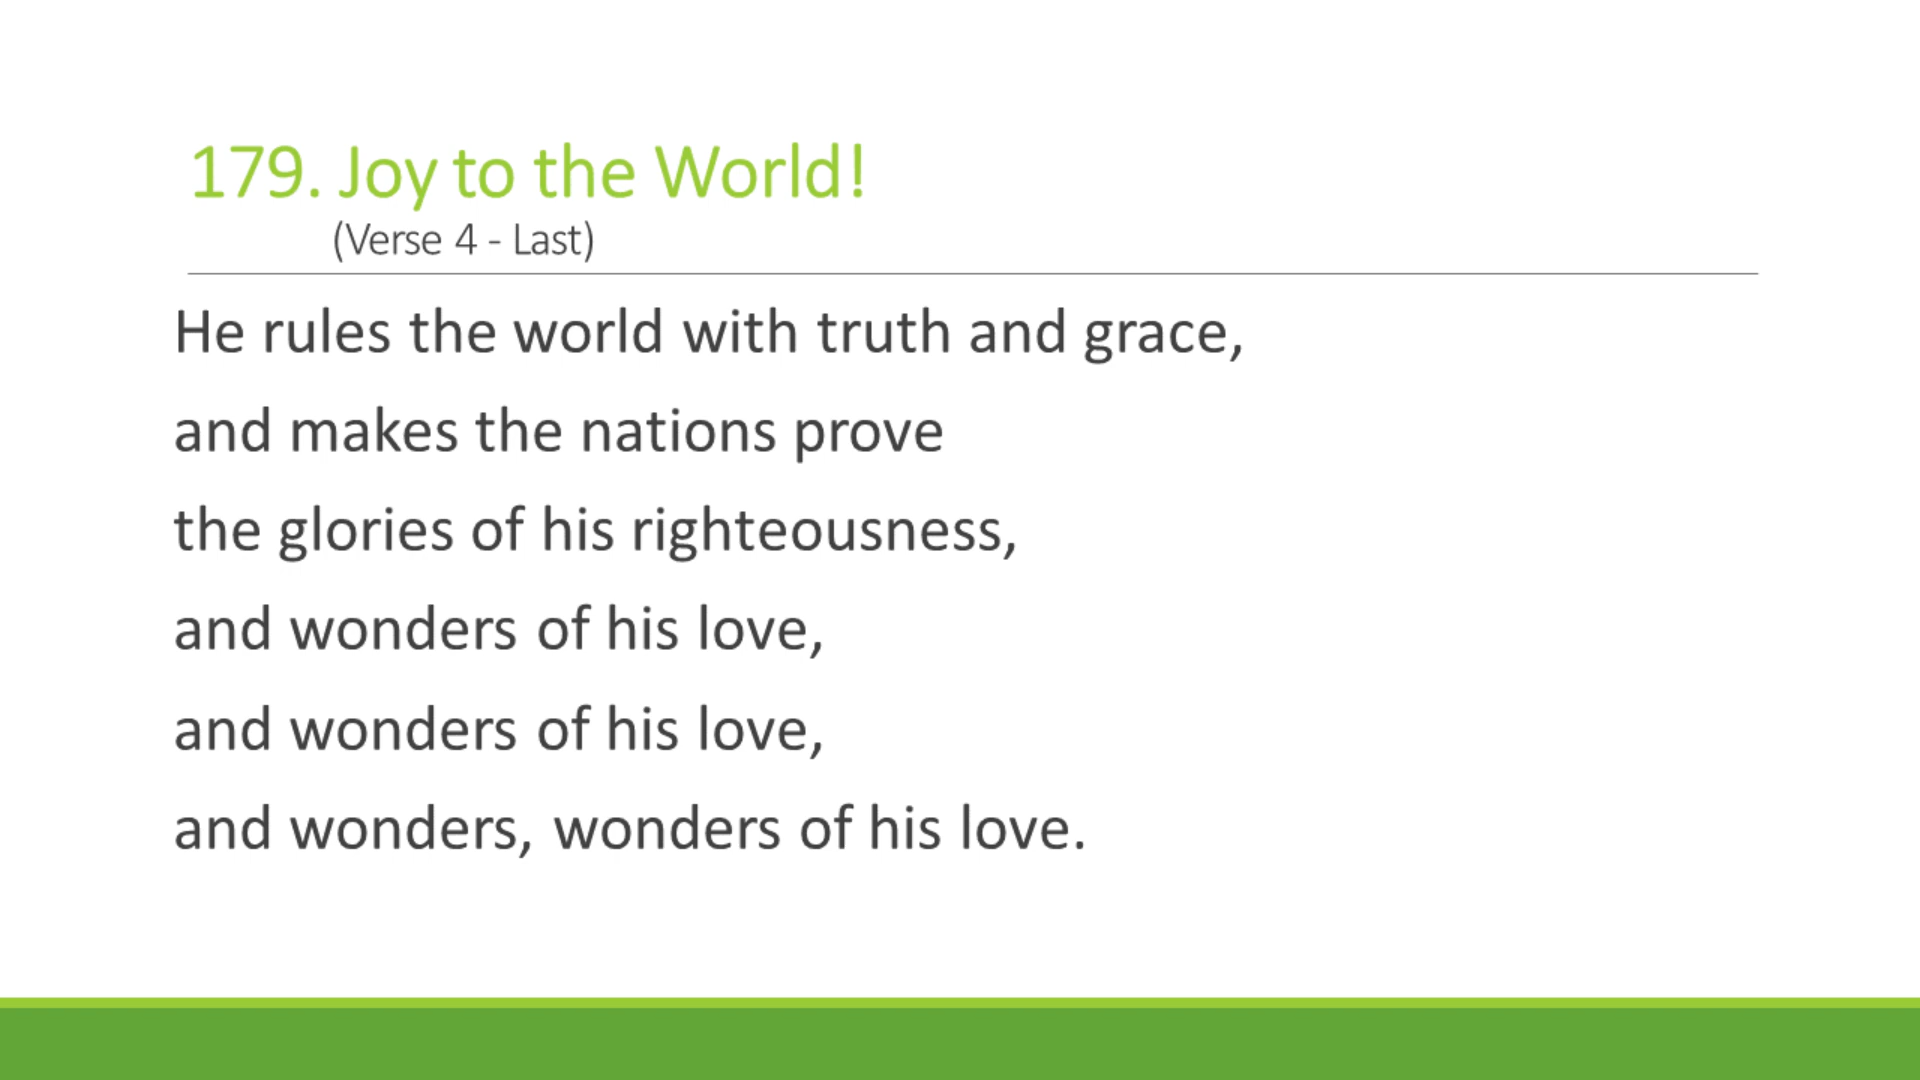 179. Joy to the World!
(Verse 4 - Last)
He rules the world with truth and grace,
and makes the nations prove
the glories of his righteousness,
and wonders of his love,
and wonders of his love,
and wonders, wonders of his love.